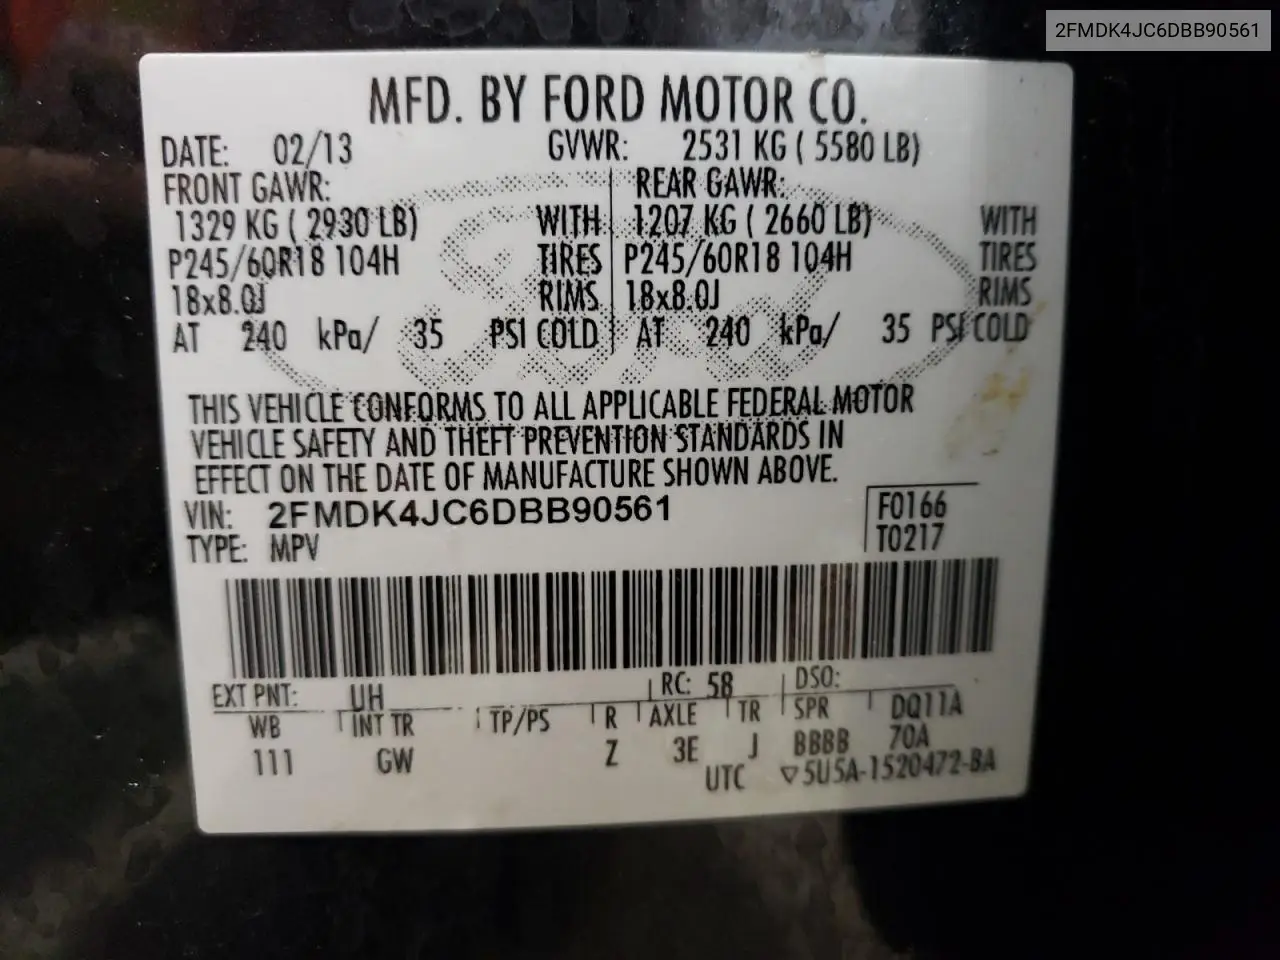 2FMDK4JC6DBB90561
MFD. BY FORD MOTOR CO.
DATE: 02/13 GVWR: 2531 KG ( 5580 LB)
FRONT GAWR: REAR GAWR:
1329 KG ( 2930 LB) WITH 1207 KG ( 2660 LB) WITH
P245/60R18 104H TIRES P245/60R18 104H TIRES
18x8.0J RIMS 18x8.0J RIMS
AT 240 kPa/ 35 PSI COLD AT 240 kPa/ 35 PSI COLD
Ford
THIS VEHICLE CONFORMS TO ALL APPLICABLE FEDERAL MOTOR
VEHICLE SAFETY AND THEFT PREVENTION STANDARDS IN
EFFECT ON THE DATE OF MANUFACTURE SHOWN ABOVE.
VIN: 2FMDK4JC6DBB90561 F0166
TYPE: MPV T0217
EXT PNT: UH RC: 58 DSO:
WB INT TR TP/PS R AXLE TR SPR DQ11A
111 GW Z 3E J BBBB 70A
UTC ▽5U5A-1520472-BA